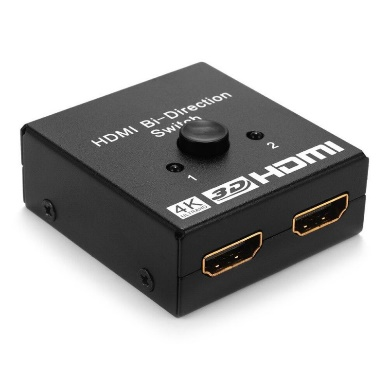 HDMI Bi-Direction
Switch
1 2
4K 3D HDMI